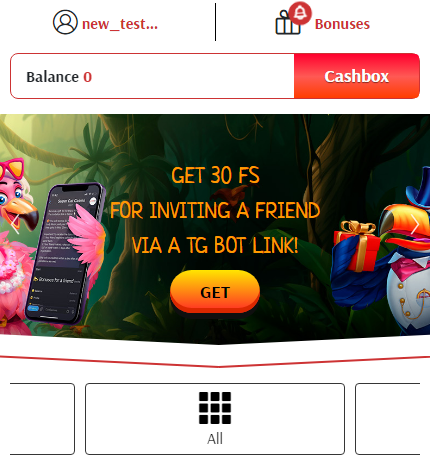 new_test...
Bonuses
Balance 0
Cashbox
GET 30 FS
FOR INVITING A FRIEND
VIA A TG BOT LINK!
GET
All